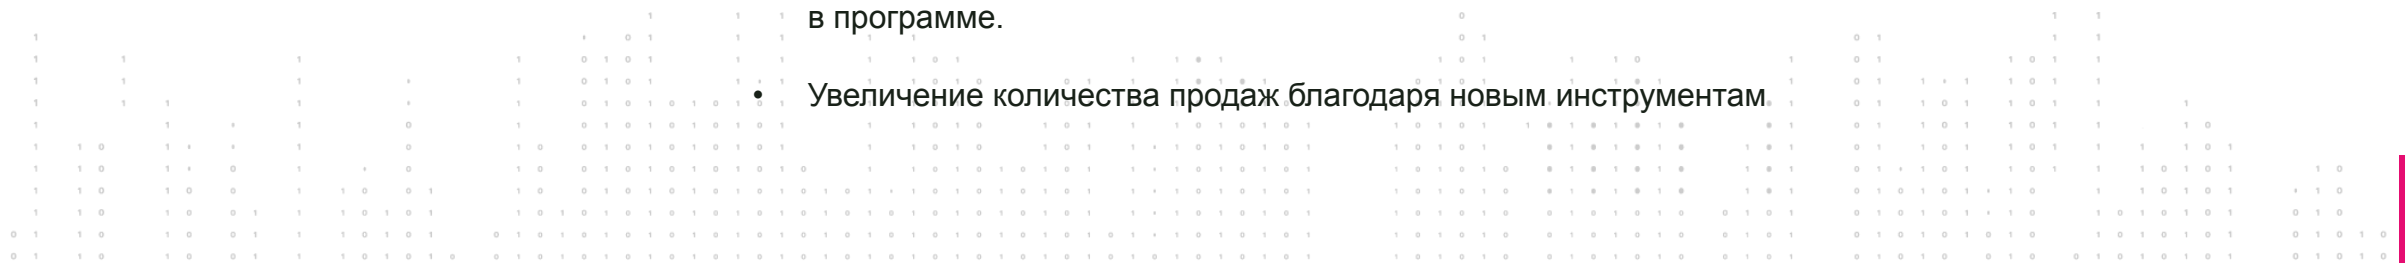 в программе.
• Увеличение количества продаж благодаря новым инструментам